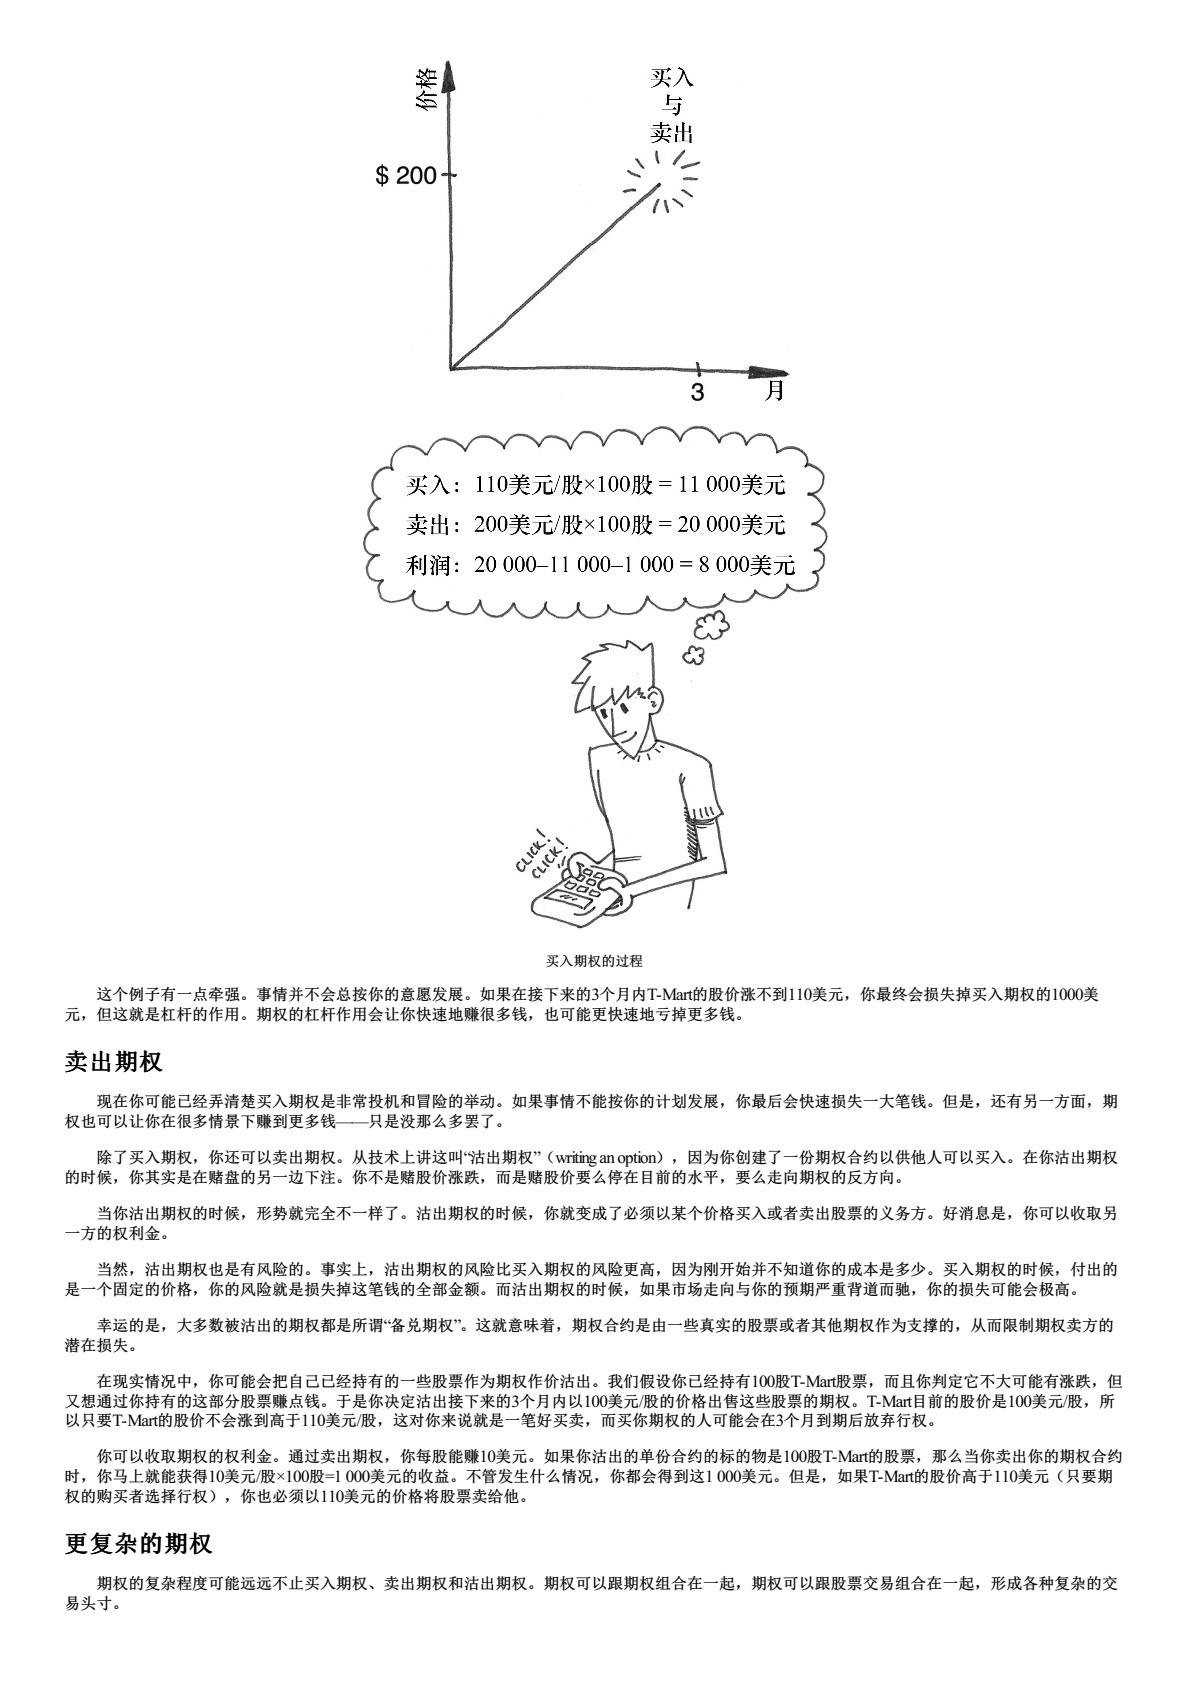 价格
买入
与
卖出
$ 200
3
月
买入：110美元/股×100股 = 11 000美元
卖出：200美元/股×100股 = 20 000美元
利润：20 000–11 000–1 000 = 8 000美元
CLICK!
CLICK!
买入期权的过程
这个例子有一点牵强。事情并不会总按你的意愿发展。如果在接下来的3个月内T-Mart的股价涨不到110美元，你最终会损失掉买入期权的1000美
元，但这就是杠杆的作用。期权的杠杆作用会让你快速地赚很多钱，也可能更快速地亏掉更多钱。
卖出期权
现在你可能已经弄清楚买入期权是非常投机和冒险的举动。如果事情不能按你的计划发展，你最后会快速损失一大笔钱。但是，还有另一方面，期
权也可以让你在很多情景下赚到更多钱——只是没那么多罢了。
除了买入期权，你还可以卖出期权。从技术上讲这叫“沽出期权”（writing an option），因为你创建了一份期权合约以供他人可以买入。在你沽出期权
的时候，你其实是在赌盘的另一边下注。你不是赌股价涨跌，而是赌股价要么停在目前的水平，要么走向期权的反方向。
当你沽出期权的时候，形势就完全不一样了。沽出期权的时候，你就变成了必须以某个价格买入或者卖出股票的义务方。好消息是，你可以收取另
一方的权利金。
当然，沽出期权也是有风险的。事实上，沽出期权的风险比买入期权的风险更高，因为刚开始并不知道你的成本是多少。买入期权的时候，付出的
是一个固定的价格，你的风险就是损失掉这笔钱的全部金额。而沽出期权的时候，如果市场走向与你的预期严重背道而驰，你的损失可能会极高。
幸运的是，大多数被沽出的期权都是所谓“备兑期权”。这就意味着，期权合约是由一些真实的股票或者其他期权作为支撑的，从而限制期权卖方的
潜在损失。
在现实情况中，你可能会把自己已经持有的一些股票作为期权作价沽出。我们假设你已经持有100股T-Mart股票，而且你判定它不大可能有涨跌，但
又想通过你持有的这部分股票赚点钱。于是你决定沽出接下来的3个月内以100美元/股的价格出售这些股票的期权。T-Mart目前的股价是100美元/股，所
以只要T-Mart的股价不会涨到高于110美元/股，这对你来说就是一笔好买卖，而买你期权的人可能会在3个月到期后放弃行权。
你可以收取期权的权利金。通过卖出期权，你每股能赚10美元。如果你沽出的单份合约的标的物是100股T-Mart的股票，那么当你卖出你的期权合约
时，你马上就能获得10美元/股×100股=1 000美元的收益。不管发生什么情况，你都会得到这1 000美元。但是，如果T-Mart的股价高于110美元（只要期
权的购买者选择行权），你也必须以110美元的价格将股票卖给他。
更复杂的期权
期权的复杂程度可能远远不止买入期权、卖出期权和沽出期权。期权可以跟期权组合在一起，期权可以跟股票交易组合在一起，形成各种复杂的交
易头寸。